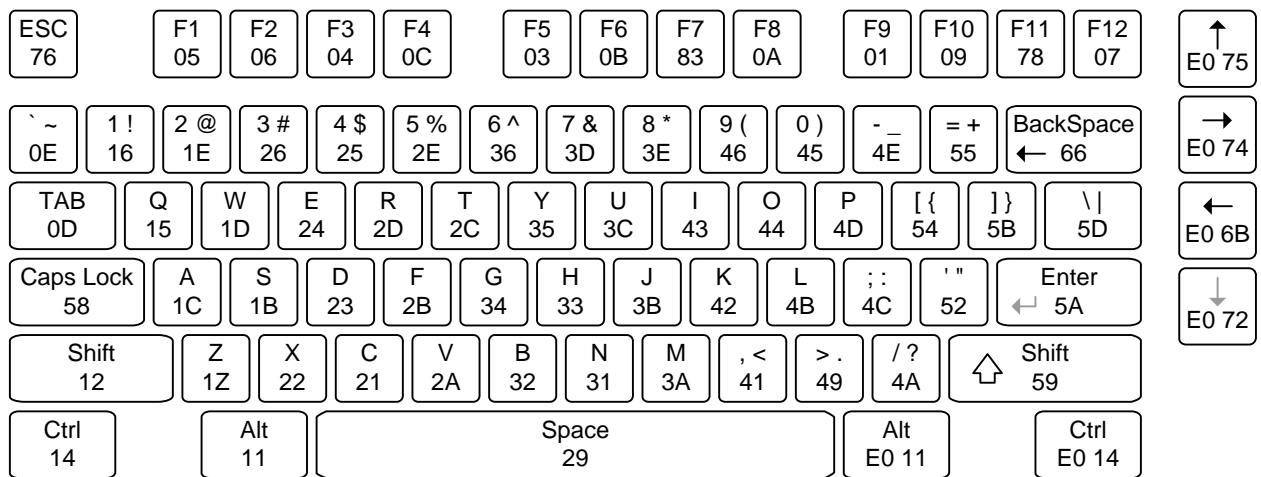 ESC F1 F2 F3 F4 F5 F6 F7 F8 F9 F10 F11 F12 ↑
76 05 06 04 0C 03 0B 83 0A 01 09 78 07 E0 75
` ~ 1 ! 2 @ 3 # 4 $ 5 % 6 ^ 7 & 8 * 9 ( 0 ) - _ = + BackSpace →
0E 16 1E 26 25 2E 36 3D 3E 46 45 4E 55 ← 66 E0 74
TAB Q W E R T Y U I O P [ { ] } \ | ←
0D 15 1D 24 2D 2C 35 3C 43 44 4D 54 5B 5D E0 6B
Caps Lock A S D F G H J K L ; : ' " Enter ↓
58 1C 1B 23 2B 34 33 3B 42 4B 4C 52 ↵ 5A E0 72
Shift Z X C V B N M , < > . / ? ⇧ Shift
12 1Z 22 21 2A 32 31 3A 41 49 4A 59
Ctrl Alt Space Alt Ctrl
14 11 29 E0 11 E0 14